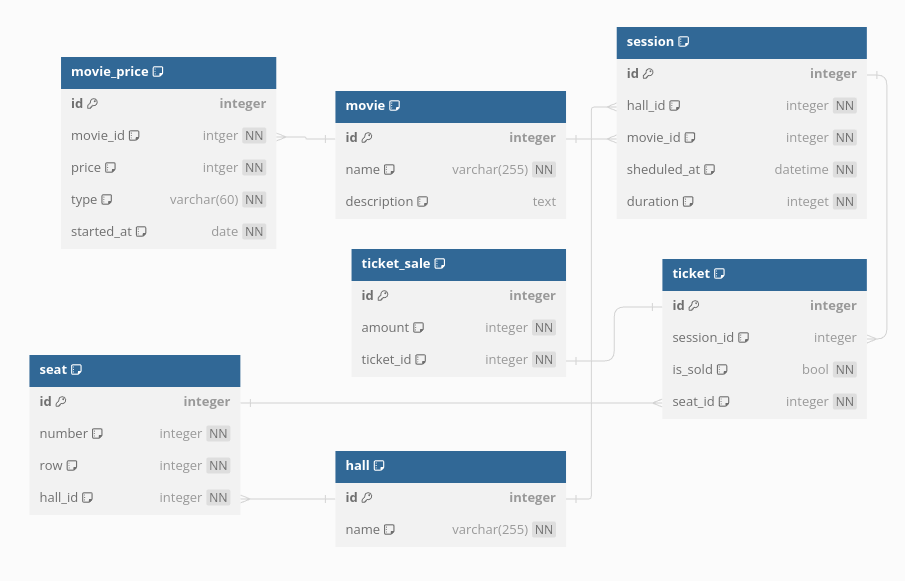 movie_price
id integer
movie_id intger NN
price intger NN
type varchar(60) NN
started_at date NN
movie
id integer
name varchar(255) NN
description text
session
id integer
hall_id integer NN
movie_id integer NN
sheduled_at datetime NN
duration integet NN
ticket_sale
id integer
amount integer NN
ticket_id integer NN
ticket
id integer
session_id integer
is_sold bool NN
seat_id integer NN
seat
id integer
number integer NN
row integer NN
hall_id integer NN
hall
id integer
name varchar(255) NN